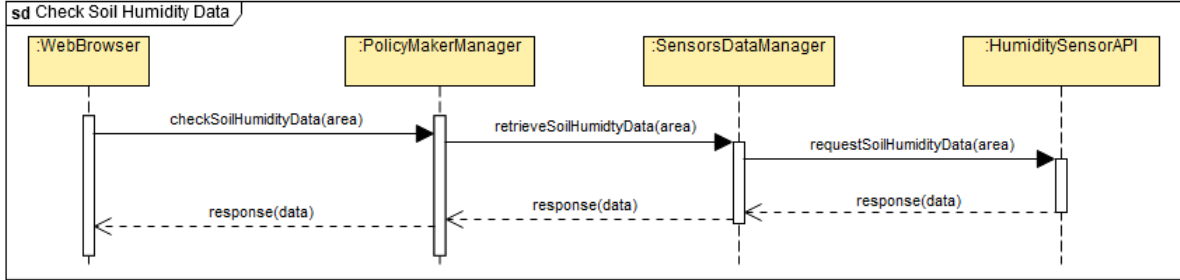 sd Check Soil Humidity Data
:WebBrowser
:PolicyMakerManager
:SensorsDataManager
:HumiditySensorAPI
checkSoilHumidityData(area)
retrieveSoilHumidtyData(area)
requestSoilHumidityData(area)
response(data)
response(data)
response(data)